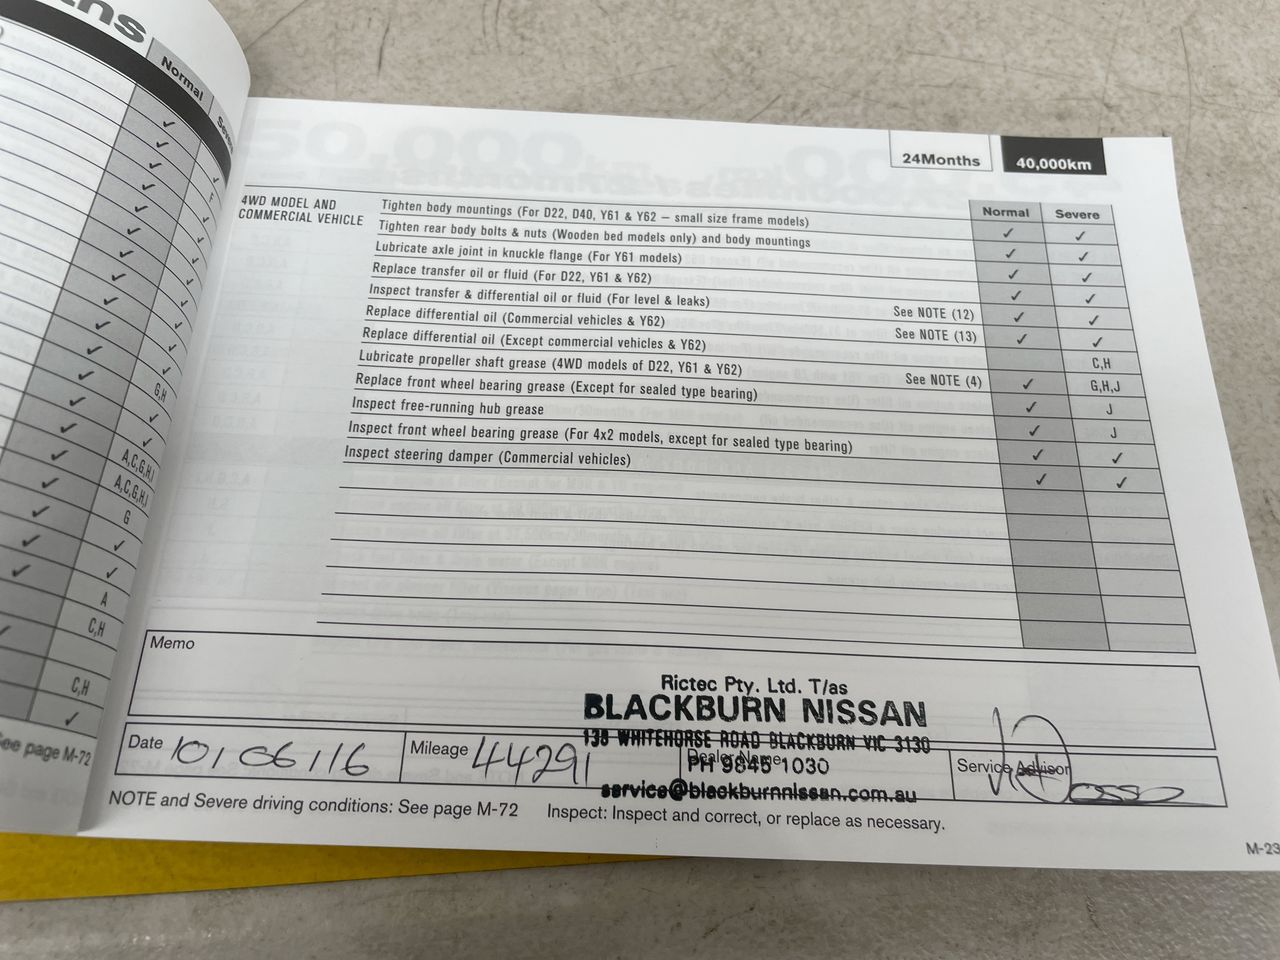 Normal
G,H
A,C,G,H,I
A,C,G,H,I
G
A
C,H
C,H
See page M-72
24Months 40,000km
Normal Severe
4WD MODEL AND
COMMERCIAL VEHICLE
Tighten body mountings (For D22, D40, Y61 & Y62 – small size frame models) ✓ ✓
Tighten rear body bolts & nuts (Wooden bed models only) and body mountings ✓ ✓
Lubricate axle joint in knuckle flange (For Y61 models) ✓ ✓
Replace transfer oil or fluid (For D22, Y61 & Y62) ✓ ✓
Inspect transfer & differential oil or fluid (For level & leaks) See NOTE (12) ✓ ✓
Replace differential oil (Commercial vehicles & Y62) See NOTE (13) ✓ ✓
Replace differential oil (Except commercial vehicles & Y62) C,H
Lubricate propeller shaft grease (4WD models of D22, Y61 & Y62) See NOTE (4) ✓ G,H,J
Replace front wheel bearing grease (Except for sealed type bearing) ✓ J
Inspect free-running hub grease ✓ J
Inspect front wheel bearing grease (For 4x2 models, except for sealed type bearing) ✓ ✓
Inspect steering damper (Commercial vehicles) ✓ ✓
Memo
Rictec Pty. Ltd. T/as
BLACKBURN NISSAN
138 WHITEHORSE ROAD BLACKBURN VIC 3130
Dealer Name
PH 9845 1030
service@blackburnnissan.com.au
Date 10/06/16
Mileage 44291
Service Advisor
NOTE and Severe driving conditions: See page M-72 Inspect: Inspect and correct, or replace as necessary.
M-23